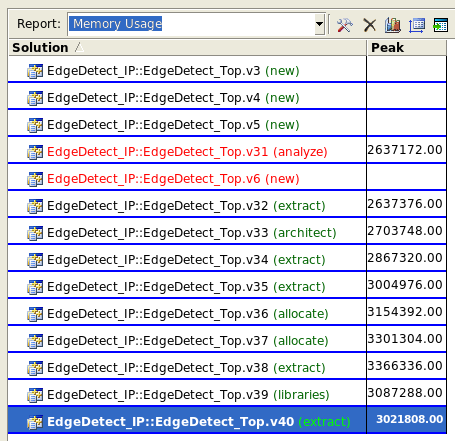 Report: Memory Usage
Solution / Peak
EdgeDetect_IP::EdgeDetect_Top.v3 (new)
EdgeDetect_IP::EdgeDetect_Top.v4 (new)
EdgeDetect_IP::EdgeDetect_Top.v5 (new)
EdgeDetect_IP::EdgeDetect_Top.v31 (analyze) 2637172.00
EdgeDetect_IP::EdgeDetect_Top.v6 (new)
EdgeDetect_IP::EdgeDetect_Top.v32 (extract) 2637376.00
EdgeDetect_IP::EdgeDetect_Top.v33 (architect) 2703748.00
EdgeDetect_IP::EdgeDetect_Top.v34 (extract) 2867320.00
EdgeDetect_IP::EdgeDetect_Top.v35 (extract) 3004976.00
EdgeDetect_IP::EdgeDetect_Top.v36 (allocate) 3154392.00
EdgeDetect_IP::EdgeDetect_Top.v37 (allocate) 3301304.00
EdgeDetect_IP::EdgeDetect_Top.v38 (extract) 3366336.00
EdgeDetect_IP::EdgeDetect_Top.v39 (libraries) 3087288.00
EdgeDetect_IP::EdgeDetect_Top.v40 (extract) 3021808.00